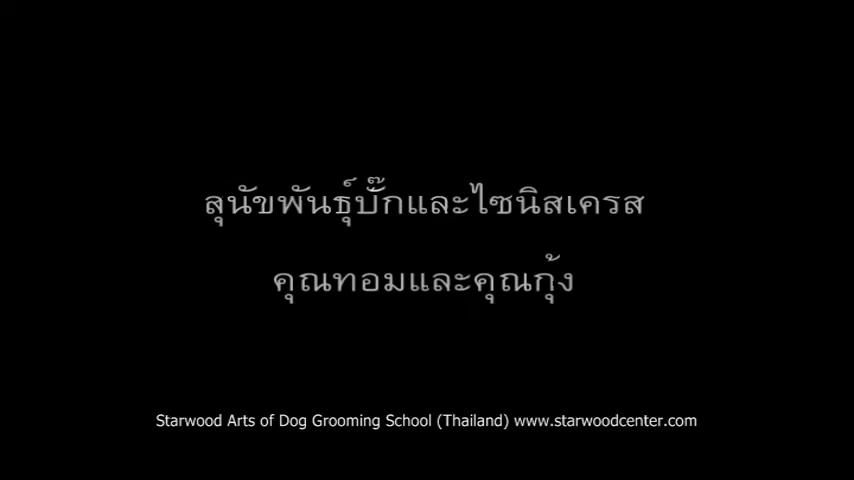 ลุนัขพันธุ์บั๊กและไซนิสเครส
คุณทอมและคุณกุ้ง
Starwood Arts of Dog Grooming School (Thailand) www.starwoodcenter.com